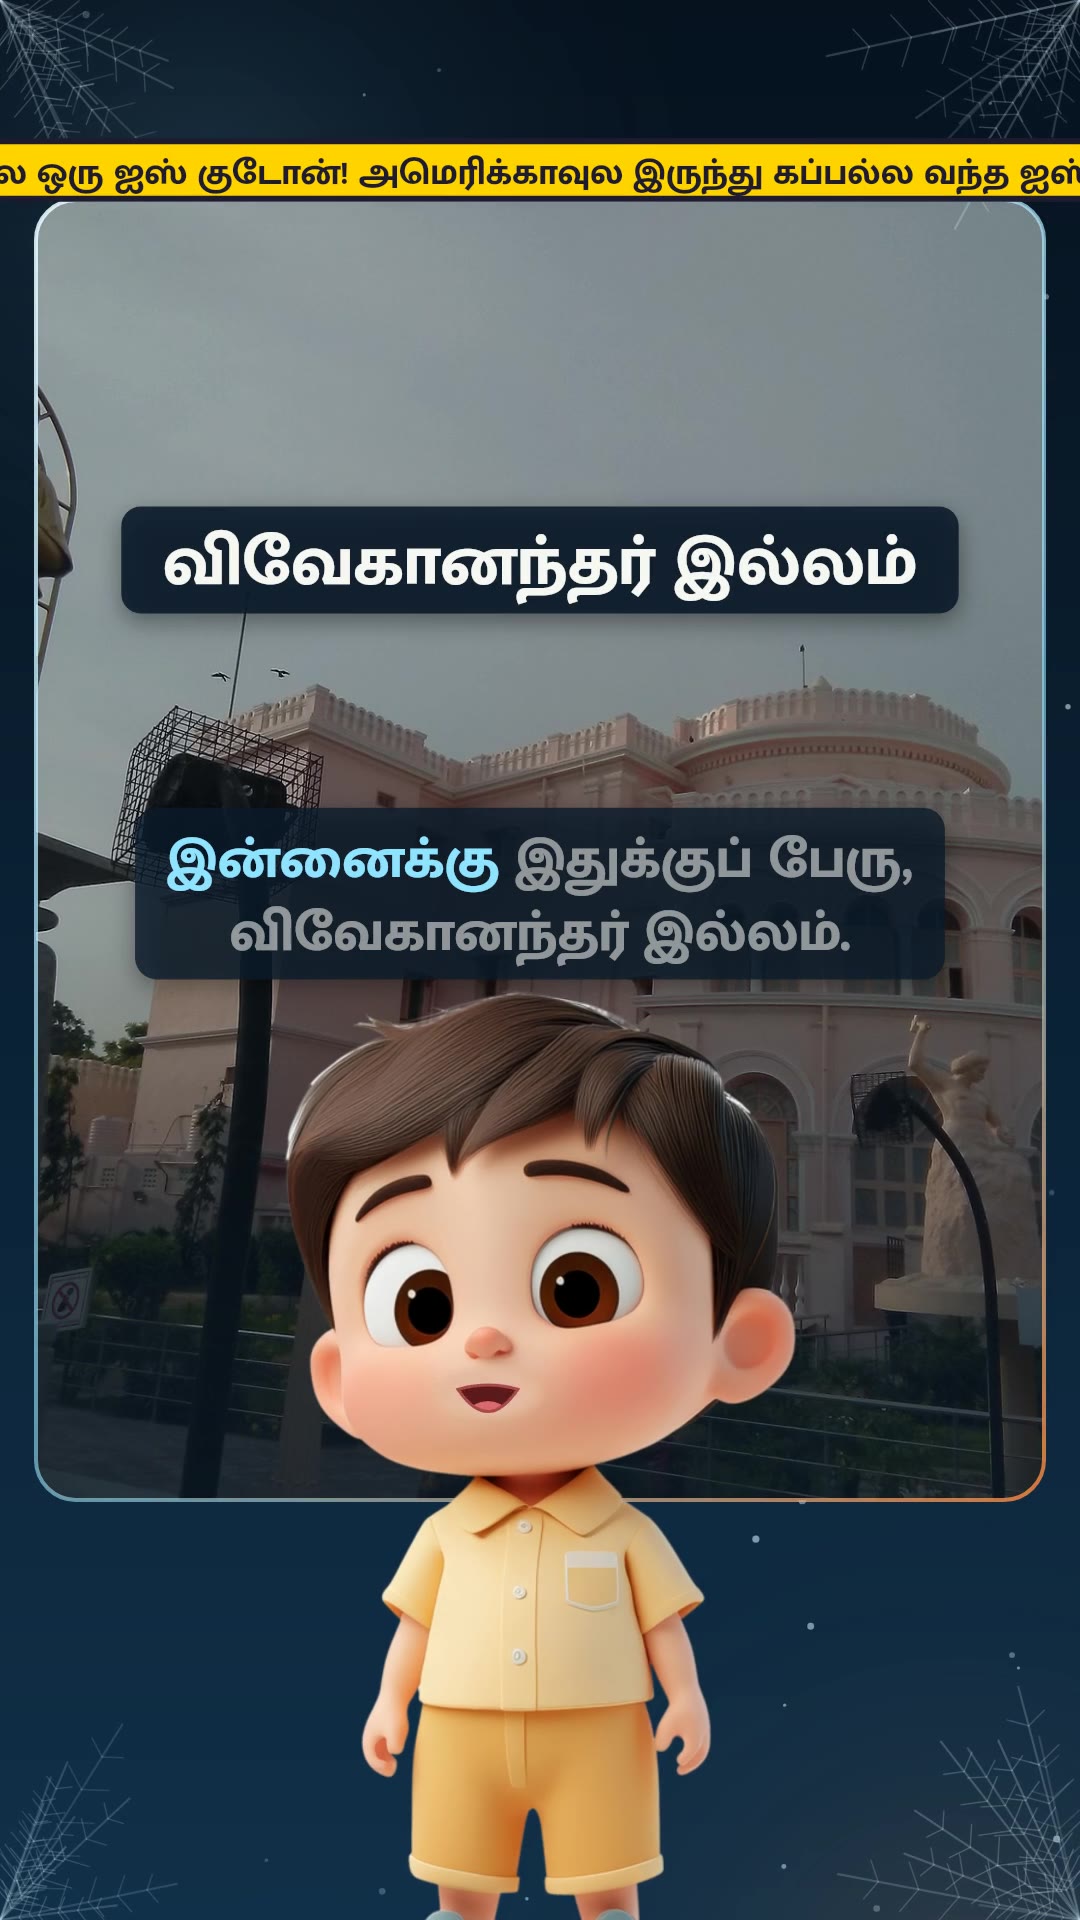 ஒரு ஐஸ் குடோன்! அமெரிக்காவுல இருந்து கப்பல்ல வந்த ஐஸ்
விவேகானந்தர் இல்லம்
இன்னைக்கு இதுக்குப் பேரு,
விவேகானந்தர் இல்லம்.